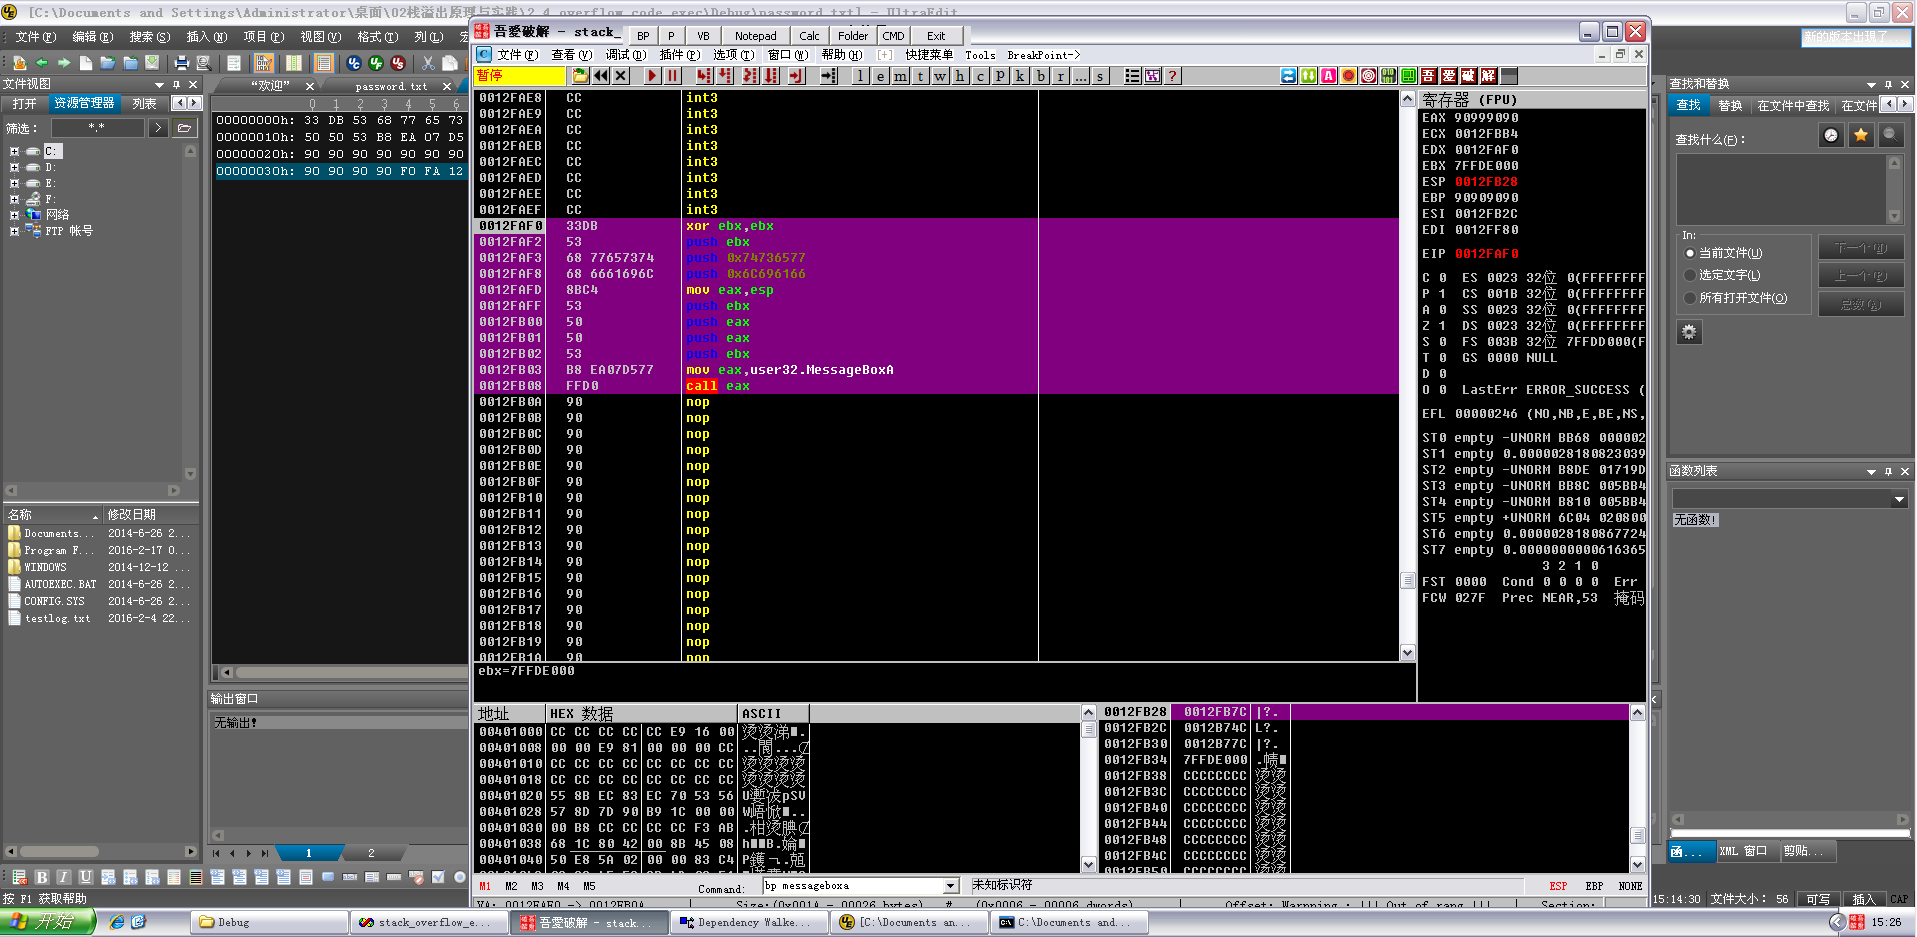 [C:\Documents and Settings\Administrator\桌面\02栈溢出原理与实践\2_4_overflow_code_exec\Debug\password.txt] - UltraEdit
文件(F) 编辑(E) 搜索(S) 插入(N) 项目(P) 视图(V) 格式(T) 列(L)
新的版本出現了...
文件视图
打开 资源管理器 列表
筛选： *.*
C:
D:
E:
F:
网络
FTP 帐号
名称 修改日期
Documents... 2014-6-26 2...
Program F... 2016-2-17 0...
WINDOWS 2014-12-12 ...
AUTOEXEC.BAT 2014-6-26 2...
CONFIG.SYS 2014-6-26 2...
testlog.txt 2016-2-4 22...
“欢迎” password.txt
0 1 2 3 4 5 6
00000000h: 33 DB 53 68 77 65 73
00000010h: 50 50 53 B8 EA 07 D5
00000020h: 90 90 90 90 90 90 90
00000030h: 90 90 90 90 F0 FA 12
输出窗口
无输出!
1 2
吾愛破解 - stack_
BP P VB Notepad Calc Folder CMD Exit
文件(F) 查看(V) 调试(D) 插件(P) 选项(T) 窗口(W) 帮助(H) [+] 快捷菜单 Tools BreakPoint->
暂停
l e m t w h c p k b r ... s
吾 爱 破 解
0012FAE8 CC int3
0012FAE9 CC int3
0012FAEA CC int3
0012FAEB CC int3
0012FAEC CC int3
0012FAED CC int3
0012FAEE CC int3
0012FAEF CC int3
0012FAF0 33DB xor ebx,ebx
0012FAF2 53 push ebx
0012FAF3 68 77657374 push 0x74736577
0012FAF8 68 6661696C push 0x6C696166
0012FAFD 8BC4 mov eax,esp
0012FAFF 53 push ebx
0012FB00 50 push eax
0012FB01 50 push eax
0012FB02 53 push ebx
0012FB03 B8 EA07D577 mov eax,user32.MessageBoxA
0012FB08 FFD0 call eax
0012FB0A 90 nop
0012FB0B 90 nop
0012FB0C 90 nop
0012FB0D 90 nop
0012FB0E 90 nop
0012FB0F 90 nop
0012FB10 90 nop
0012FB11 90 nop
0012FB12 90 nop
0012FB13 90 nop
0012FB14 90 nop
0012FB15 90 nop
0012FB16 90 nop
0012FB17 90 nop
0012FB18 90 nop
0012FB19 90 nop
0012FB1A 90 nop
ebx=7FFDE000
寄存器 (FPU)
EAX 90999090
ECX 0012FBB4
EDX 0012FAF0
EBX 7FFDE000
ESP 0012FB28
EBP 90909090
ESI 0012FB2C
EDI 0012FF80
EIP 0012FAF0
C 0 ES 0023 32位 0(FFFFFFFF
P 1 CS 001B 32位 0(FFFFFFFF
A 0 SS 0023 32位 0(FFFFFFFF
Z 1 DS 0023 32位 0(FFFFFFFF
S 0 FS 003B 32位 7FFDD000(F
T 0 GS 0000 NULL
D 0
O 0 LastErr ERROR_SUCCESS (
EFL 00000246 (NO,NB,E,BE,NS,
ST0 empty -UNORM BB68 000002
ST1 empty 0.0000028180823039
ST2 empty -UNORM B8DE 01719D
ST3 empty -UNORM BB8C 005BB4
ST4 empty -UNORM B810 005BB4
ST5 empty +UNORM 6C04 020800
ST6 empty 0.0000028180867724
ST7 empty 0.0000000000616365
3 2 1 0
FST 0000 Cond 0 0 0 0 Err
FCW 027F Prec NEAR,53 掩码
地址 HEX 数据 ASCII
00401000 CC CC CC CC CC E9 16 00
00401008 00 00 E9 81 00 00 00 CC
00401010 CC CC CC CC CC CC CC CC 烫烫烫烫
00401018 CC CC CC CC CC CC CC CC 烫烫烫烫
00401020 55 8B EC 83 EC 70 53 56
00401028 57 8D 7D 90 B9 1C 00 00
00401030 00 B8 CC CC CC CC F3 AB
00401038 68 1C 80 42 00 8B 45 08
00401040 50 E8 5A 02 00 00 83 C4
0012FB28 0012FB7C |?.
0012FB2C 0012B74C L?.
0012FB30 0012B77C |?.
0012FB34 7FFDE000
0012FB38 CCCCCCCC 烫烫
0012FB3C CCCCCCCC 烫烫
0012FB40 CCCCCCCC 烫烫
0012FB44 CCCCCCCC 烫烫
0012FB48 CCCCCCCC 烫烫
0012FB4C CCCCCCCC 烫烫
0012FB50 CCCCCCCC 烫烫
M1 M2 M3 M4 M5 Command: bp messageboxa 未知标识符 ESP EBP NONE
VA: 0012FAF0 -> 0012FB0A Size:(0x001A - 00026 bytes) # (0x0006 - 00006 dwords) Offset: Warnning : !!! Out of rang !!! Section:
查找和替换
查找 替换 在文件中查找 在文件
查找什么(F)：
In:
当前文件(U)
选定文字(L)
所有打开文件(O)
下一个(N)
上一个(P)
总数(A)
函数列表
无函数!
函... XML 窗口 剪贴...
按 F1 获取帮助
15:14:30 文件大小： 56 可写 插入 CAP
开始
Debug
stack_overflow_e...
吾愛破解 - stack...
Dependency Walke...
[C:\Documents an...
C:\Documents and...
15:26